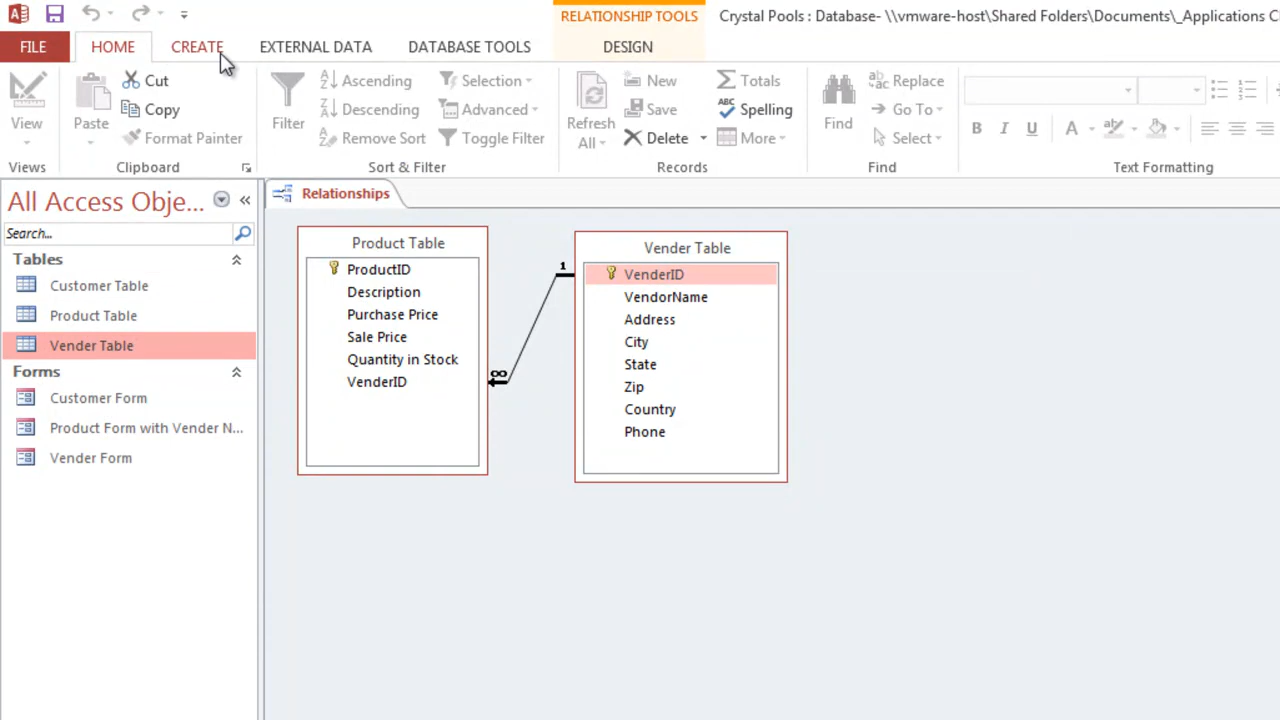 RELATIONSHIP TOOLS
Crystal Pools : Database- \\vmware-host\Shared Folders\Documents\_Applications C
FILE HOME CREATE EXTERNAL DATA DATABASE TOOLS DESIGN
View
Views
Paste
Cut
Copy
Format Painter
Clipboard
Filter
Ascending
Descending
Remove Sort
Selection
Advanced
Toggle Filter
Sort & Filter
Refresh
All
New
Save
Delete
Totals
ABC
Spelling
More
Records
Find
ab
ac
Replace
Go To
Select
Find
B I U A ab
Text Formatting
All Access Obje...
Search...
Tables
Customer Table
Product Table
Vender Table
Forms
Customer Form
Product Form with Vender N...
Vender Form
Relationships
Product Table
ProductID
Description
Purchase Price
Sale Price
Quantity in Stock
VenderID
1
∞
Vender Table
VenderID
VendorName
Address
City
State
Zip
Country
Phone